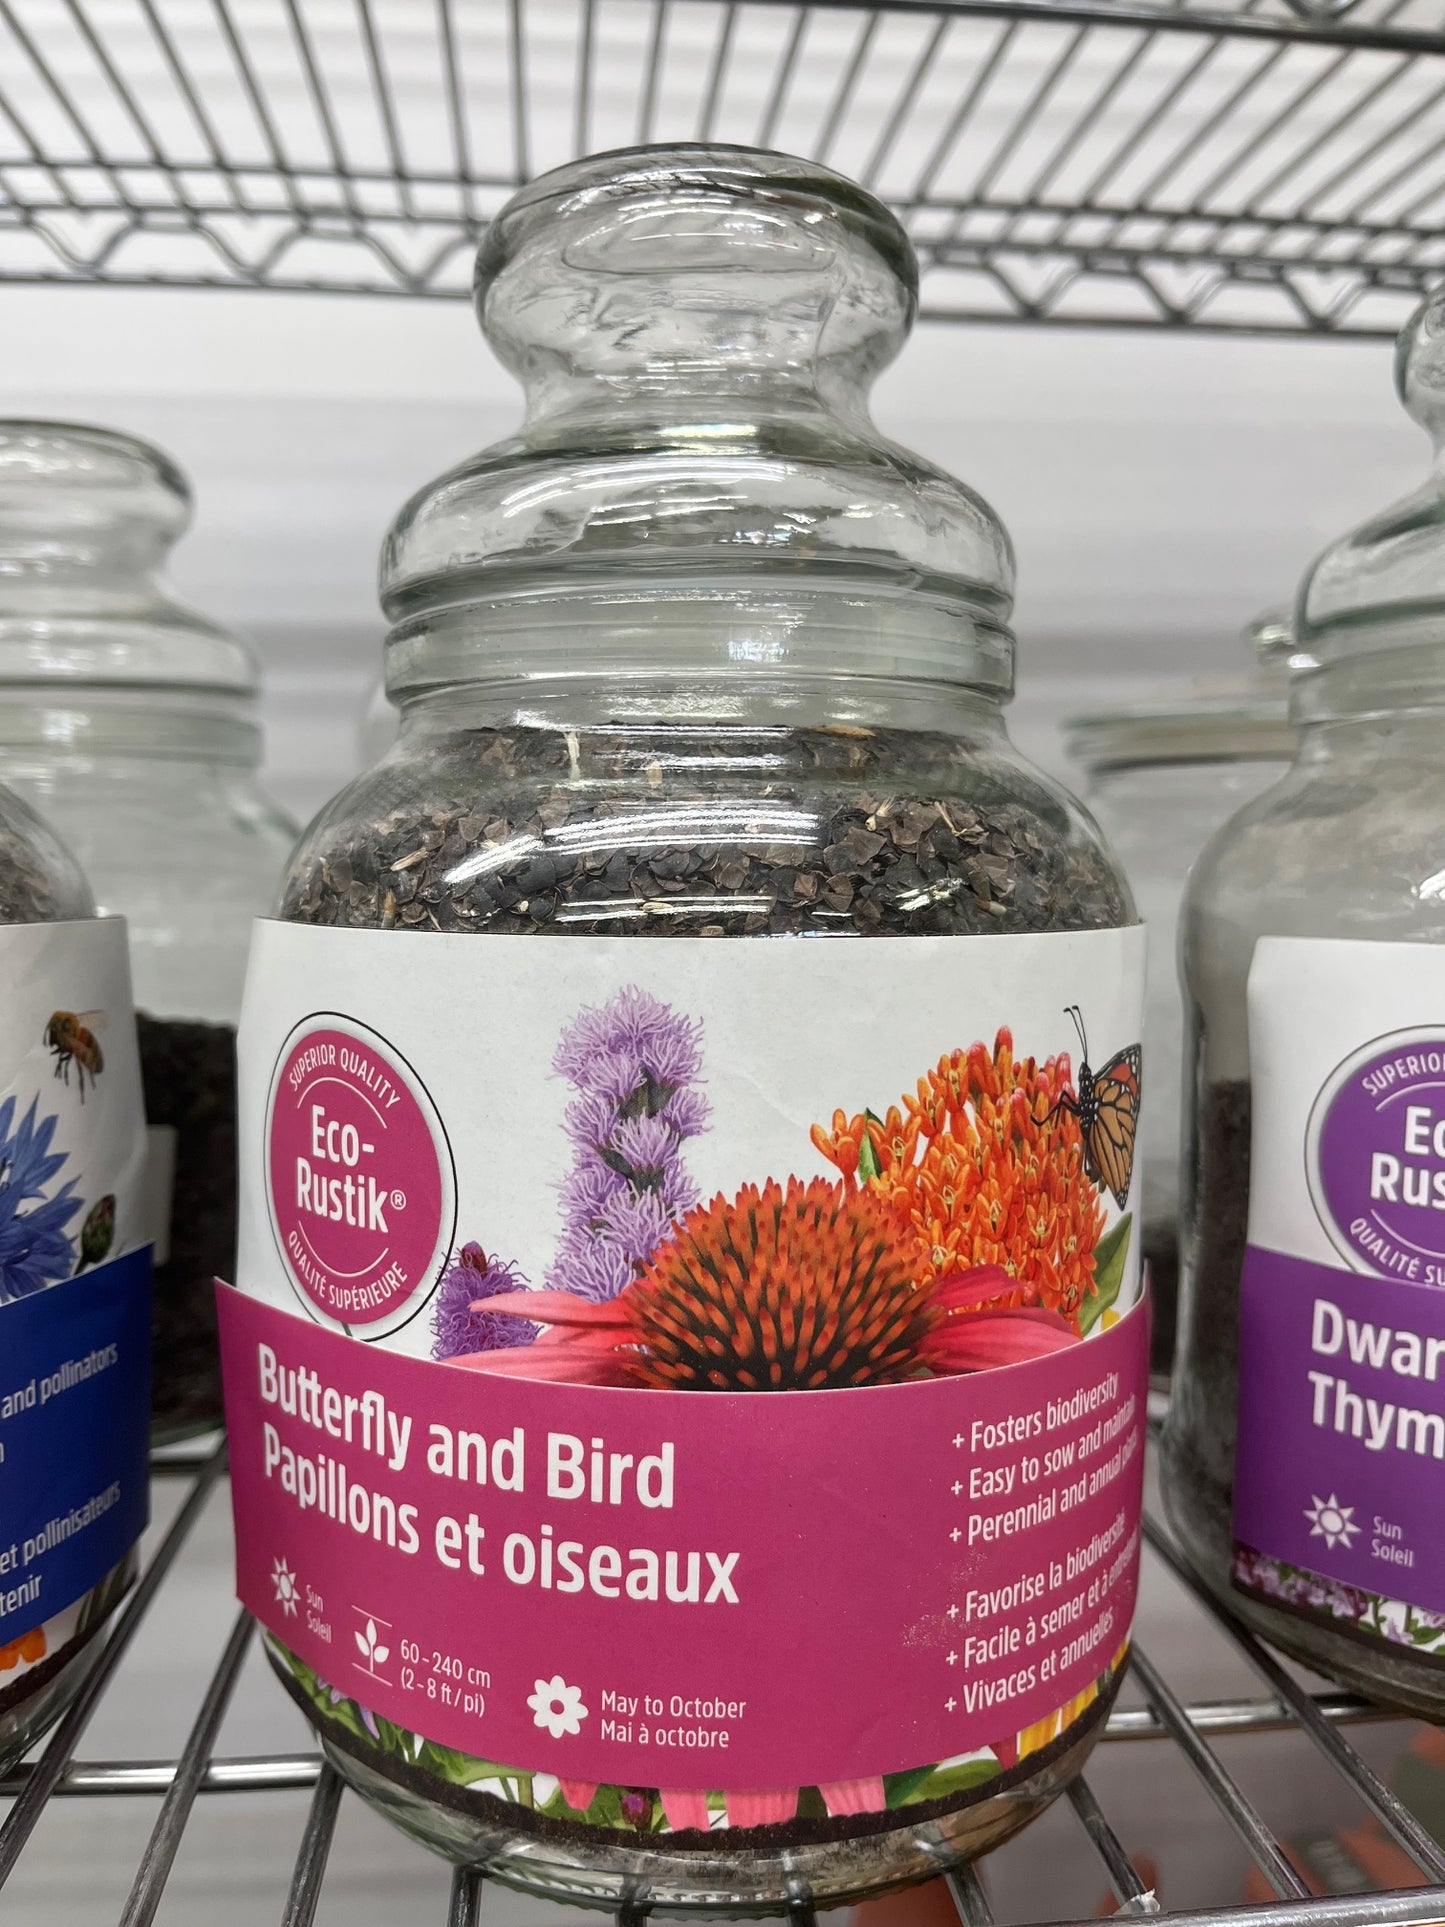 SUPERIOR QUALITY
Eco-
Rustik®
QUALITÉ SUPÉRIEURE
Butterfly and Bird
Papillons et oiseaux
Sun
Soleil
60-240 cm
(2-8 ft/pi)
May to October
Mai à octobre
+ Fosters biodiversity
+ Easy to sow and maintain
+ Perennial and annual plants
+ Favorise la biodiversité
+ Facile à semer et à entretenir
+ Vivaces et annuelles
and pollinators
et pollinisateurs
tenir
SUPERIOR
Rus
QUALITÉ SU
Dwar
Thym
Sun
Soleil